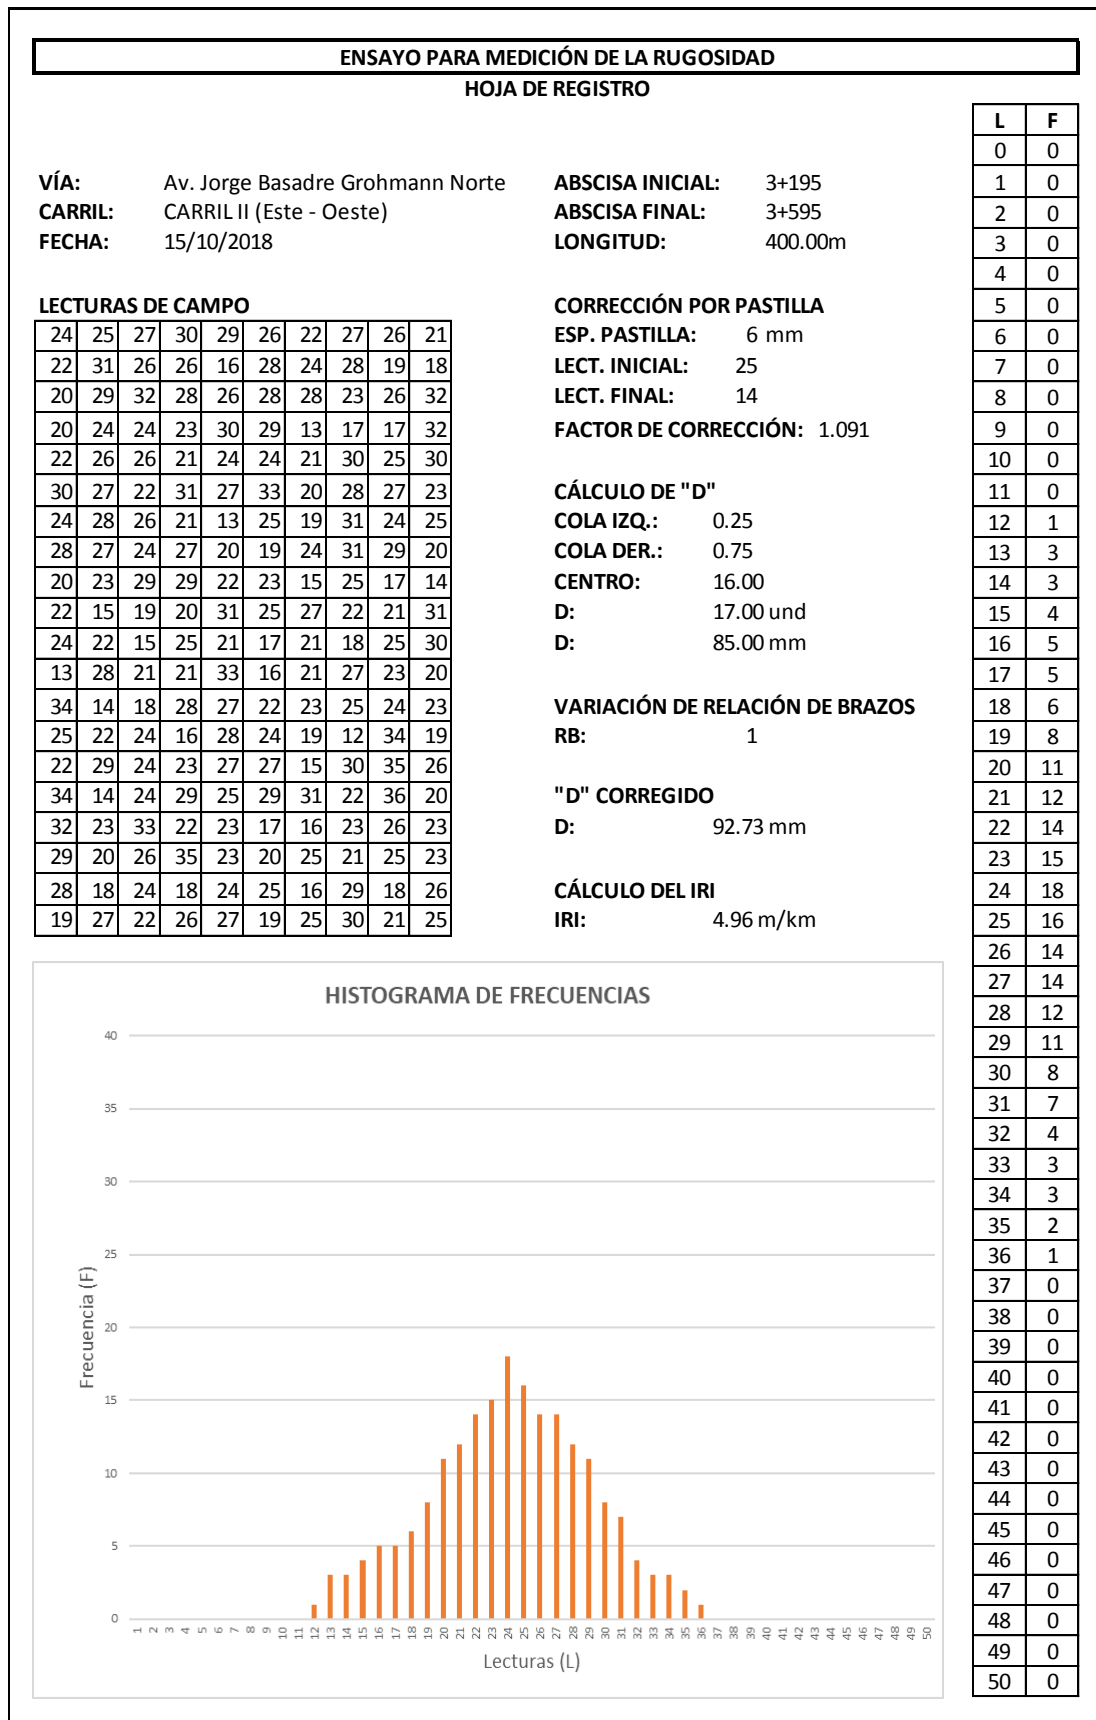 ENSAYO PARA MEDICIÓN DE LA RUGOSIDAD
HOJA DE REGISTRO
VÍA: Av. Jorge Basadre Grohmann Norte
CARRIL: CARRIL II (Este - Oeste)
FECHA: 15/10/2018
ABSCISA INICIAL: 3+195
ABSCISA FINAL: 3+595
LONGITUD: 400.00m
LECTURAS DE CAMPO
24 25 27 30 29 26 22 27 26 21
22 31 26 26 16 28 24 28 19 18
20 29 32 28 26 28 28 23 26 32
20 24 24 23 30 29 13 17 17 32
22 26 26 21 24 24 21 30 25 30
30 27 22 31 27 33 20 28 27 23
24 28 26 21 13 25 19 31 24 25
28 27 24 27 20 19 24 31 29 20
20 23 29 29 22 23 15 25 17 14
22 15 19 20 31 25 27 22 21 31
24 22 15 25 21 17 21 18 25 30
13 28 21 21 33 16 21 27 23 20
34 14 18 28 27 22 23 25 24 23
25 22 24 16 28 24 19 12 34 19
22 29 24 23 27 27 15 30 35 26
34 14 24 29 25 29 31 22 36 20
32 23 33 22 23 17 16 23 26 23
29 20 26 35 23 20 25 21 25 23
28 18 24 18 24 25 16 29 18 26
19 27 22 26 27 19 25 30 21 25
CORRECCIÓN POR PASTILLA
ESP. PASTILLA: 6 mm
LECT. INICIAL: 25
LECT. FINAL: 14
FACTOR DE CORRECCIÓN: 1.091
CÁLCULO DE "D"
COLA IZQ.: 0.25
COLA DER.: 0.75
CENTRO: 16.00
D: 17.00 und
D: 85.00 mm
VARIACIÓN DE RELACIÓN DE BRAZOS
RB: 1
"D" CORREGIDO
D: 92.73 mm
CÁLCULO DEL IRI
IRI: 4.96 m/km
L F
0 0
1 0
2 0
3 0
4 0
5 0
6 0
7 0
8 0
9 0
10 0
11 0
12 1
13 3
14 3
15 4
16 5
17 5
18 6
19 8
20 11
21 12
22 14
23 15
24 18
25 16
26 14
27 14
28 12
29 11
30 8
31 7
32 4
33 3
34 3
35 2
36 1
37 0
38 0
39 0
40 0
41 0
42 0
43 0
44 0
45 0
46 0
47 0
48 0
49 0
50 0
HISTOGRAMA DE FRECUENCIAS
Frecuencia (F)
40
35
30
25
20
15
10
5
0
1 2 3 4 5 6 7 8 9 10 11 12 13 14 15 16 17 18 19 20 21 22 23 24 25 26 27 28 29 30 31 32 33 34 35 36 37 38 39 40 41 42 43 44 45 46 47 48 49 50
Lecturas (L)